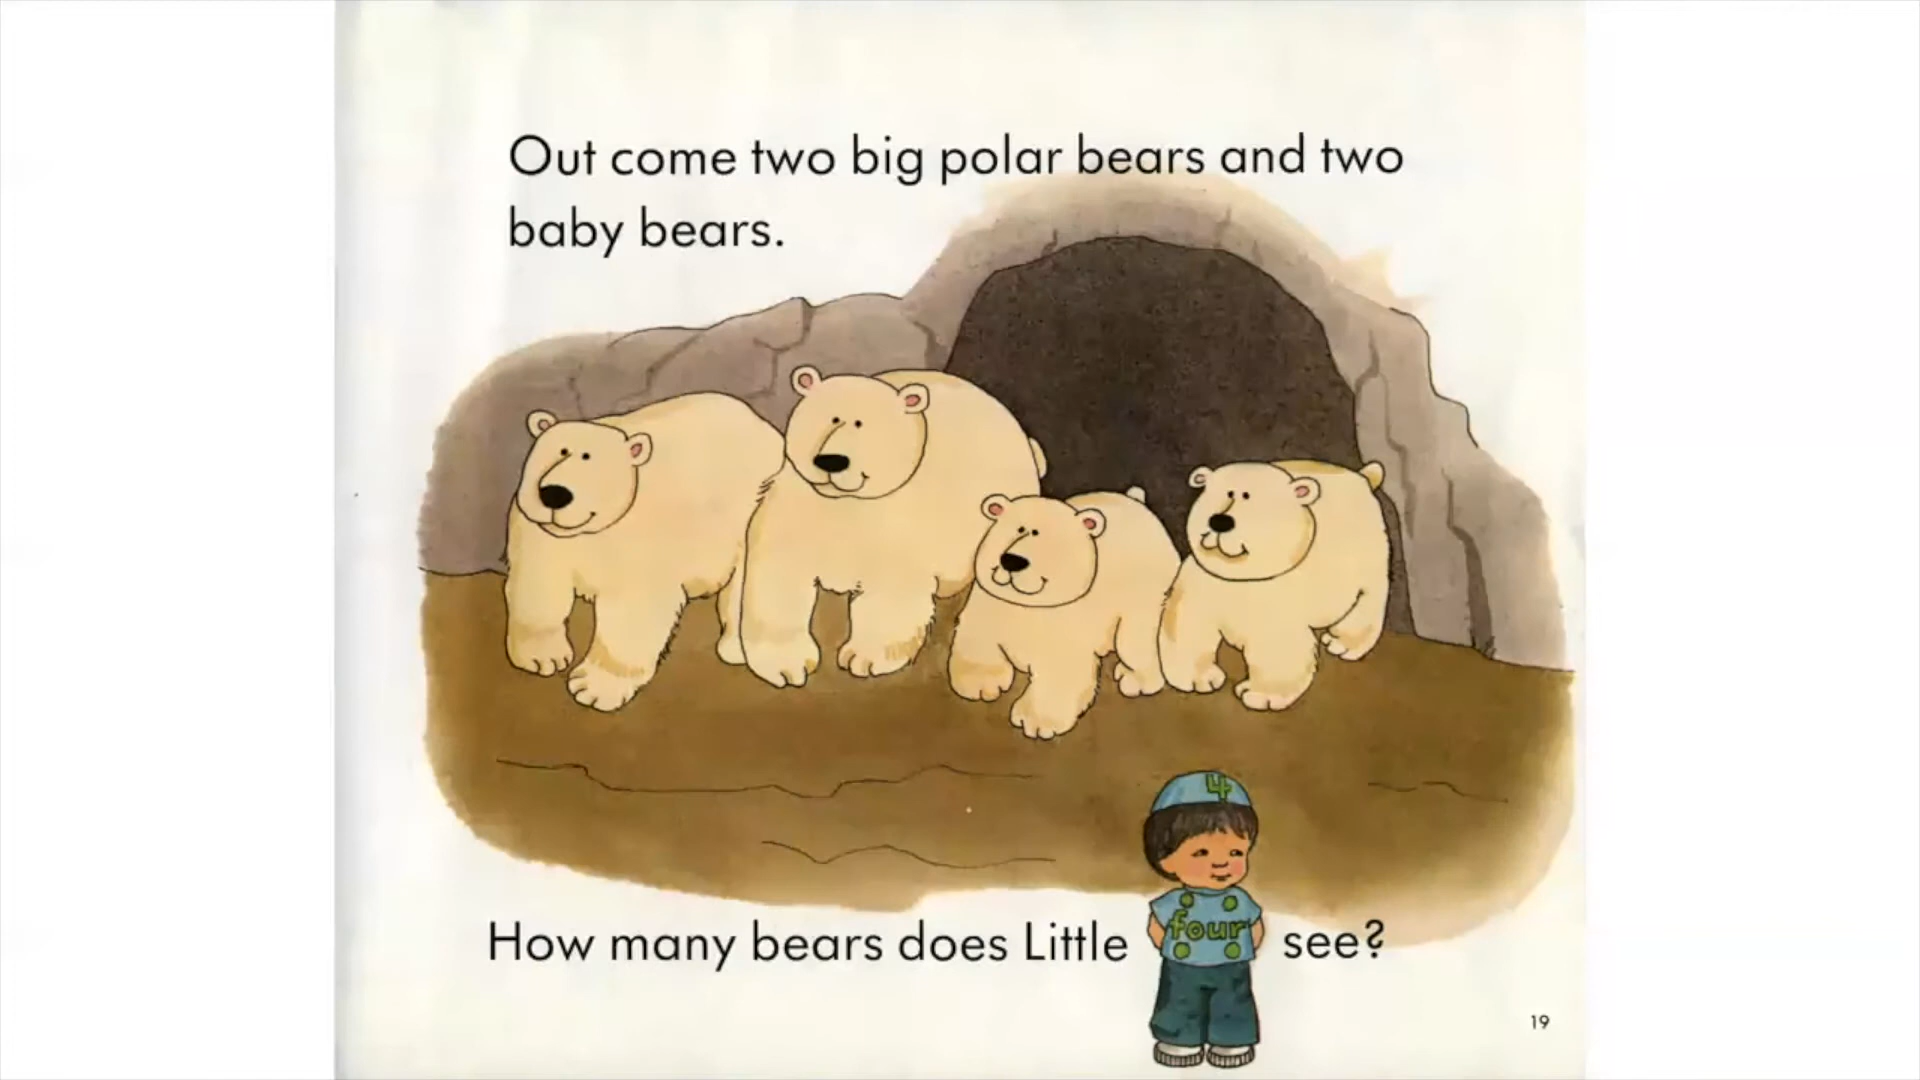 Out come two big polar bears and two
baby bears.
4
four
How many bears does Little see?
19